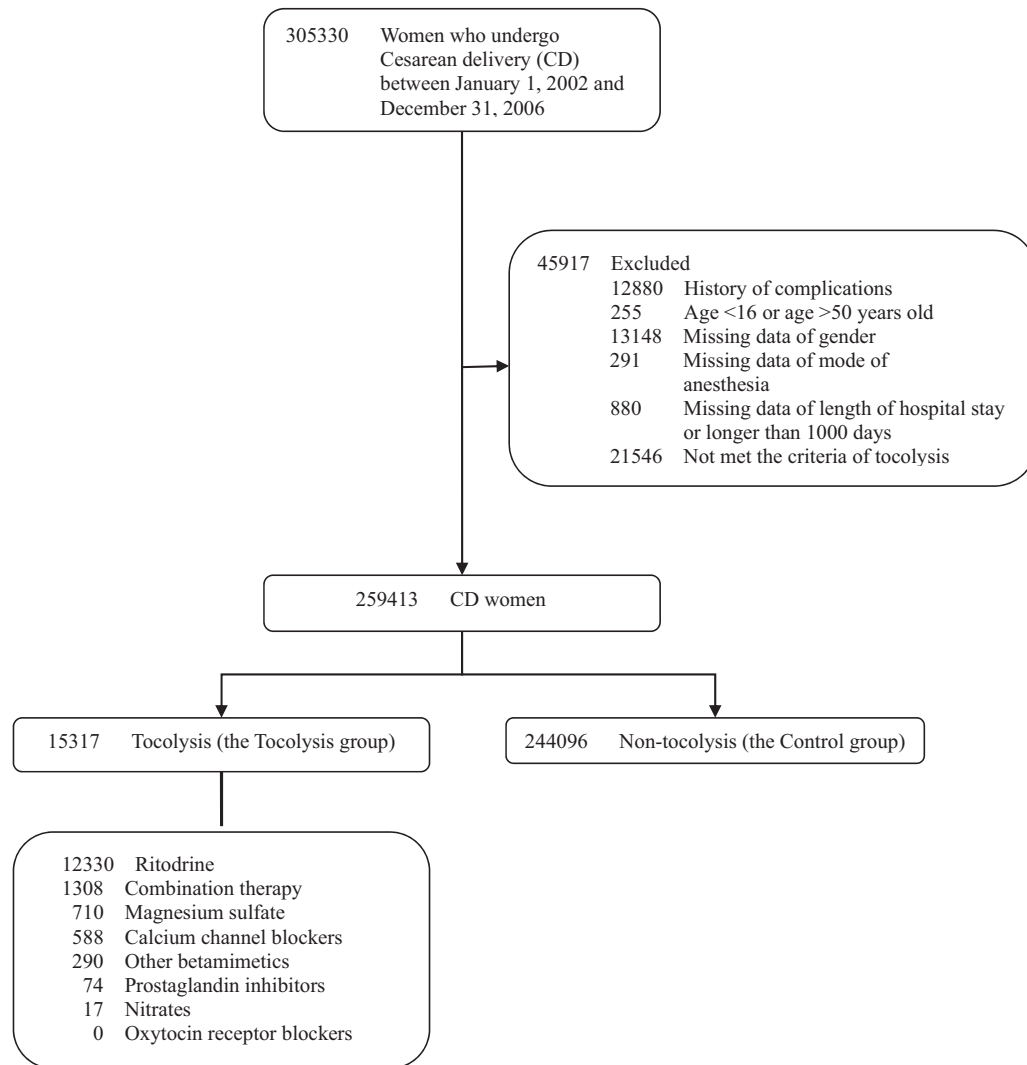 305330 Women who undergo
Cesarean delivery (CD)
between January 1, 2002 and
December 31, 2006
45917 Excluded
12880 History of complications
255 Age <16 or age >50 years old
13148 Missing data of gender
291 Missing data of mode of
anesthesia
880 Missing data of length of hospital stay
or longer than 1000 days
21546 Not met the criteria of tocolysis
259413 CD women
15317 Tocolysis (the Tocolysis group)
244096 Non-tocolysis (the Control group)
12330 Ritodrine
1308 Combination therapy
710 Magnesium sulfate
588 Calcium channel blockers
290 Other betamimetics
74 Prostaglandin inhibitors
17 Nitrates
0 Oxytocin receptor blockers